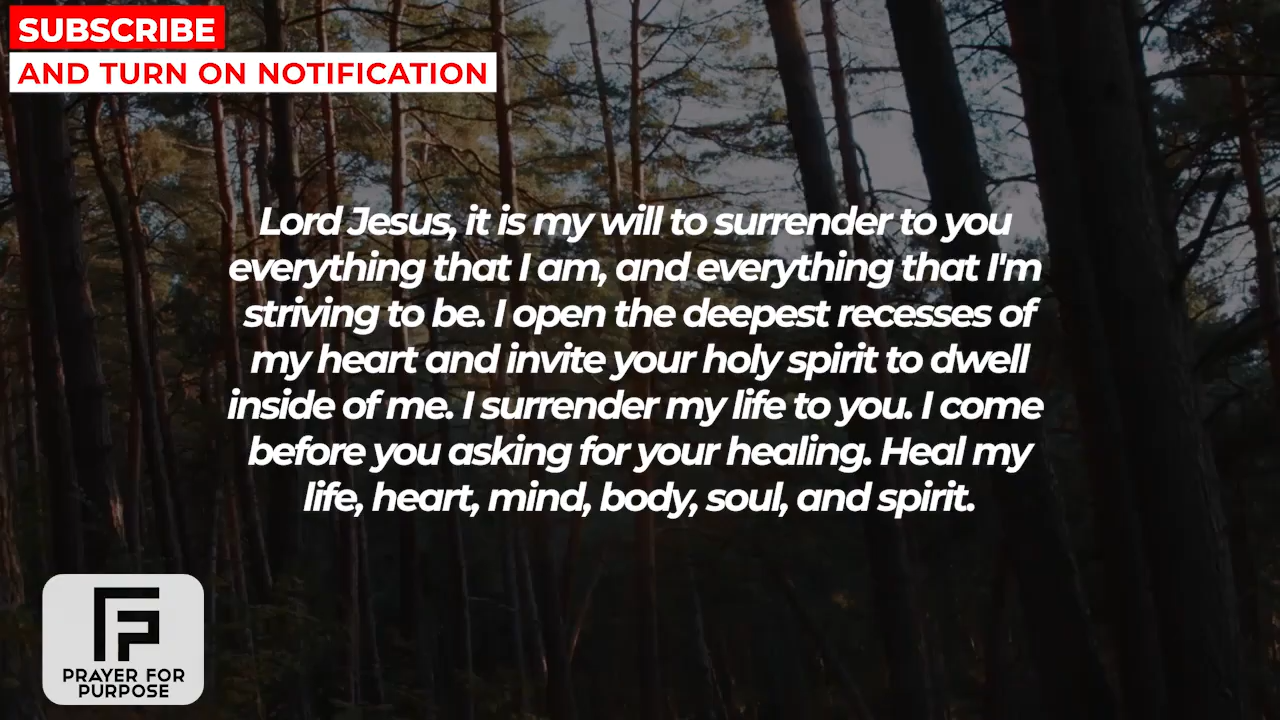 SUBSCRIBE
AND TURN ON NOTIFICATION
Lord Jesus, it is my will to surrender to you
everything that I am, and everything that I'm
striving to be. I open the deepest recesses of
my heart and invite your holy spirit to dwell
inside of me. I surrender my life to you. I come
before you asking for your healing. Heal my
life, heart, mind, body, soul, and spirit.
PRAYER FOR
PURPOSE